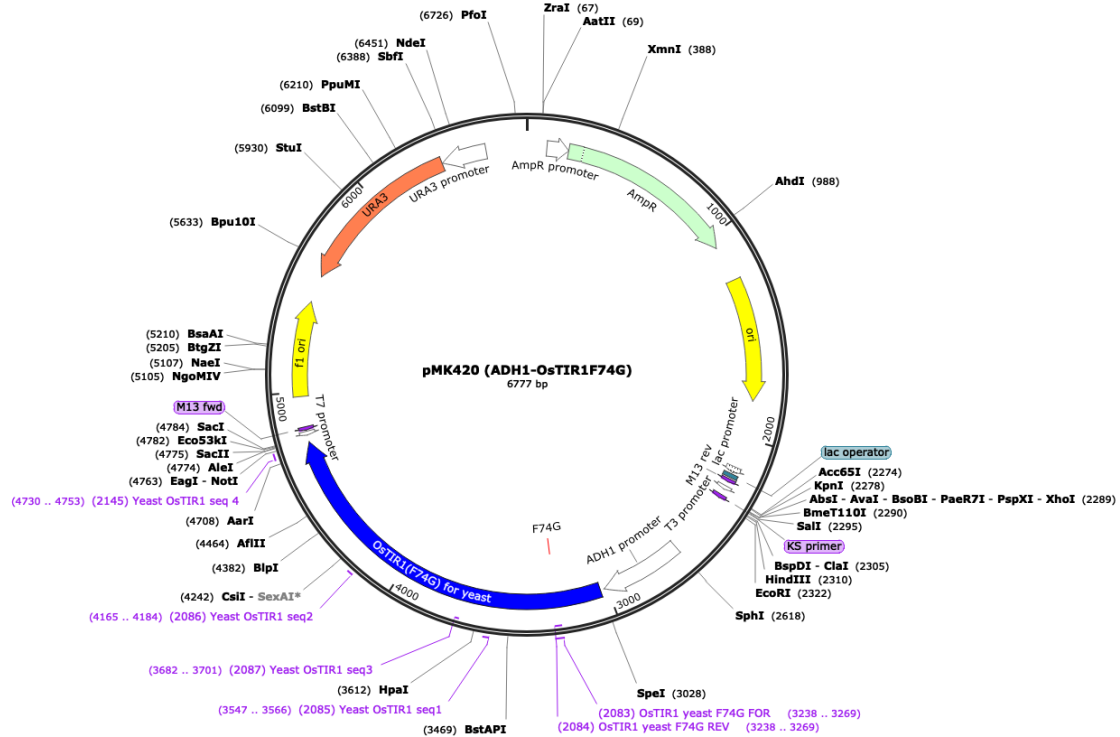 (6726) PfoI
ZraI (67)
AatII (69)
(6451) NdeI
(6388) SbfI
XmnI (388)
(6210) PpuMI
(6099) BstBI
(5930) StuI
AmpR promoter
URA3 promoter
AhdI (988)
AmpR
URA3
6000
1000
(5633) Bpu10I
ori
f1 ori
(5210) BsaAI
(5205) BtgZI
(5107) NaeI
(5105) NgoMIV
pMK420 (ADH1-OsTIR1F74G)
6777 bp
M13 fwd
5000
T7 promoter
2000
lac promoter
M13 rev
T3 promoter
(4784) SacI
(4782) Eco53kI
(4775) SacII
(4774) AleI
(4763) EagI - NotI
(4730 .. 4753) (2145) Yeast OsTIR1 seq 4
(4708) AarI
(4464) AflII
(4382) BlpI
(4242) CsiI - SexAI*
(4165 .. 4184) (2086) Yeast OsTIR1 seq2
lac operator
Acc65I (2274)
KpnI (2278)
AbsI - AvaI - BsoBI - PaeR7I - PspXI - XhoI (2289)
BmeT110I (2290)
SalI (2295)
KS primer
BspDI - ClaI (2305)
HindIII (2310)
EcoRI (2322)
SphI (2618)
F74G
ADH1 promoter
OsTIR1(F74G) for yeast
4000
3000
(3682 .. 3701) (2087) Yeast OsTIR1 seq3
(3612) HpaI
(3547 .. 3566) (2085) Yeast OsTIR1 seq1
(3469) BstAPI
SpeI (3028)
(2083) OsTIR1 yeast F74G FOR (3238 .. 3269)
(2084) OsTIR1 yeast F74G REV (3238 .. 3269)